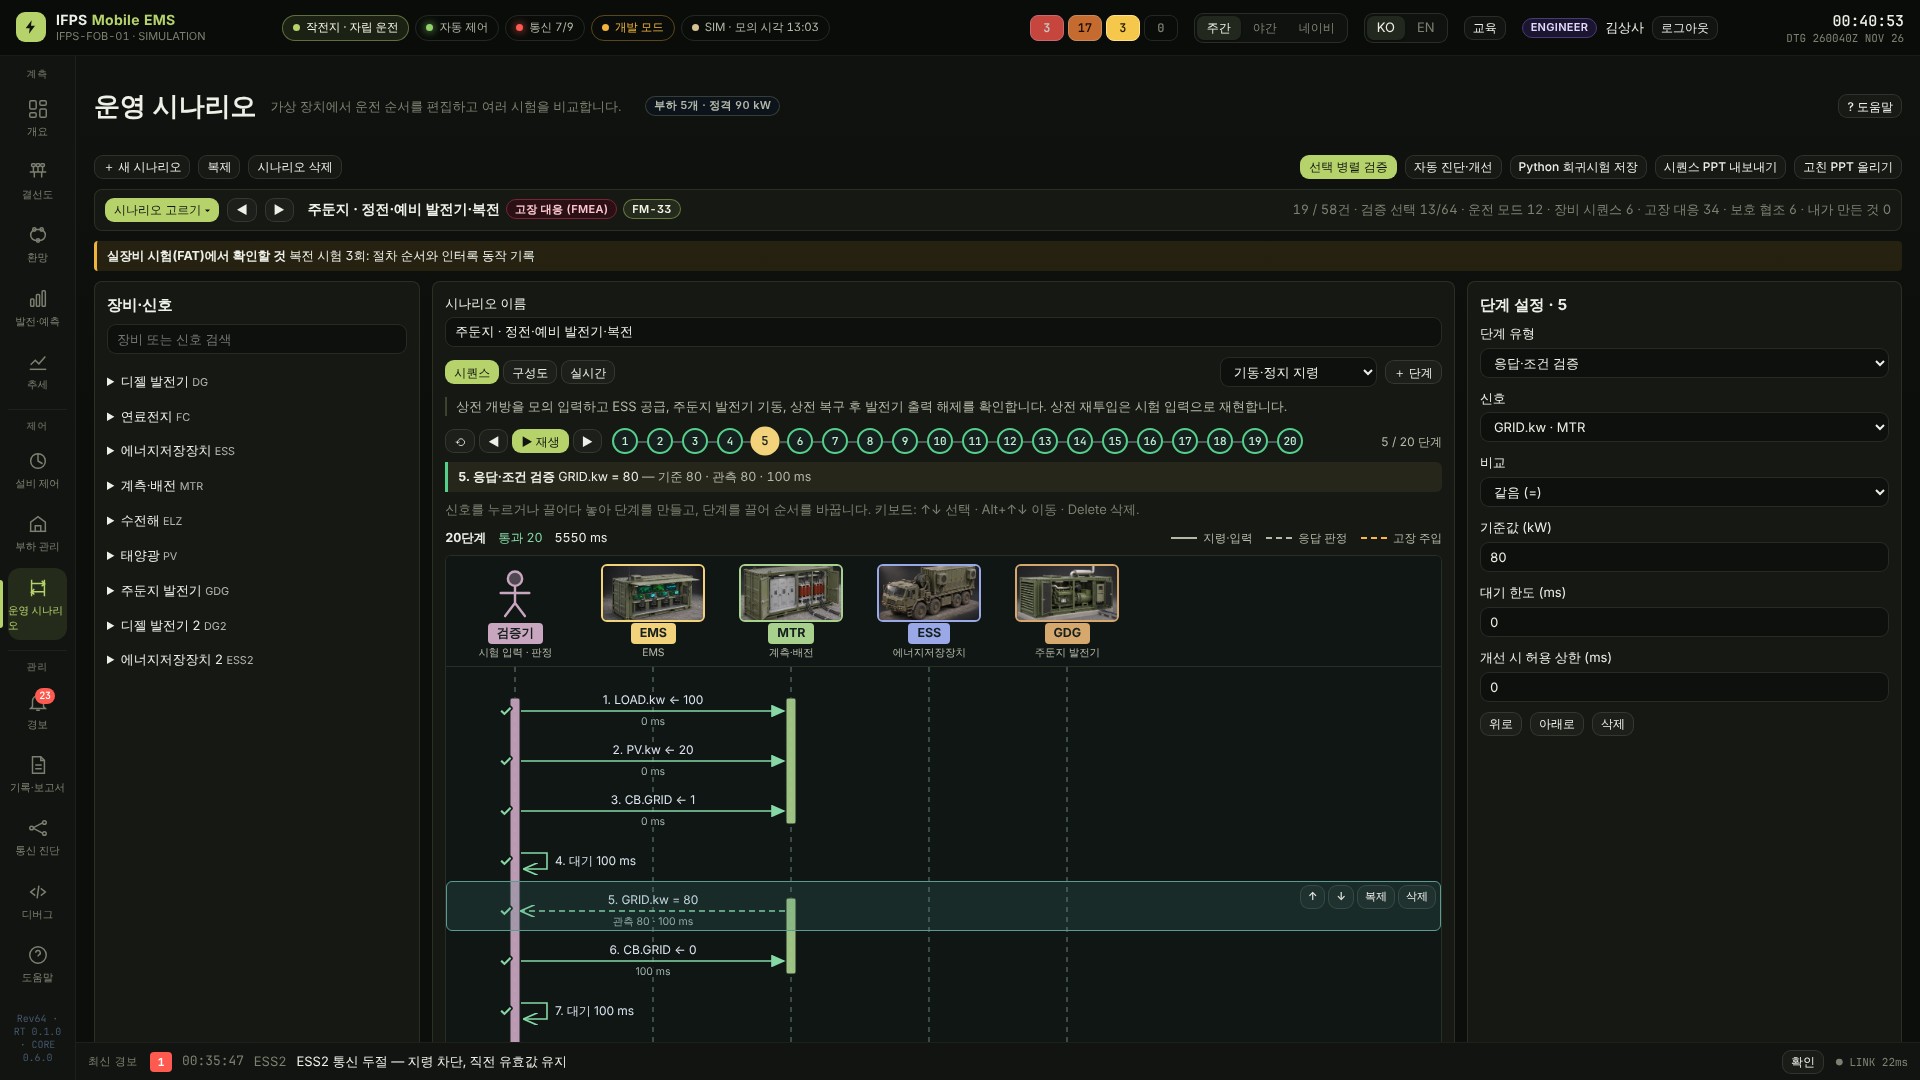 IFPS Mobile EMS
IFPS-FOB-01 · SIMULATION
작전지 · 자립 운전
자동 제어
통신 7/9
개발 모드
SIM · 모의 시각 13:03
3
17
3
0
주간
야간
네이비
KO
EN
교육
ENGINEER
김상사
로그아웃
00:40:53
DTG 260040Z NOV 26
계측
개요
결선도
환망
발전·예측
추세
제어
설비 제어
부하 관리
운영 시나리오
관리
23
경보
기록·보고서
통신 진단
디버그
도움말
Rev64 ·
RT 0.1.0
· CORE
0.6.0
운영 시나리오
가상 장치에서 운전 순서를 편집하고 여러 시험을 비교합니다.
부하 5개 · 정격 90 kW
? 도움말
+ 새 시나리오
복제
시나리오 삭제
선택 병렬 검증
자동 진단·개선
Python 회귀시험 저장
시퀀스 PPT 내보내기
고친 PPT 올리기
시나리오 고르기 ▾
◀
▶
주둔지 · 정전·예비 발전기·복전
고장 대응 (FMEA)
FM-33
19 / 58건 · 검증 선택 13/64 · 운전 모드 12 · 장비 시퀀스 6 · 고장 대응 34 · 보호 협조 6 · 내가 만든 것 0
실장비 시험(FAT)에서 확인할 것 복전 시험 3회: 절차 순서와 인터록 동작 기록
장비·신호
장비 또는 신호 검색
▶ 디젤 발전기 DG
▶ 연료전지 FC
▶ 에너지저장장치 ESS
▶ 계측·배전 MTR
▶ 수전해 ELZ
▶ 태양광 PV
▶ 주둔지 발전기 GDG
▶ 디젤 발전기 2 DG2
▶ 에너지저장장치 2 ESS2
시나리오 이름
주둔지 · 정전·예비 발전기·복전
시퀀스
구성도
실시간
기동·정지 지령
+ 단계
상전 개방을 모의 입력하고 ESS 공급, 주둔지 발전기 기동, 상전 복구 후 발전기 출력 해제를 확인합니다. 상전 재투입은 시험 입력으로 재현합니다.
◀
▶ 재생
▶
1 2 3 4 5 6 7 8 9 10 11 12 13 14 15 16 17 18 19 20
5 / 20 단계
5. 응답·조건 검증 GRID.kw = 80 — 기준 80 · 관측 80 · 100 ms
신호를 누르거나 끌어다 놓아 단계를 만들고, 단계를 끌어 순서를 바꿉니다. 키보드: ↑↓ 선택 · Alt+↑↓ 이동 · Delete 삭제.
20단계 통과 20 5550 ms
지령·입력
응답 판정
고장 주입
검증기
시험 입력 · 판정
EMS
EMS
MTR
계측·배전
ESS
에너지저장장치
GDG
주둔지 발전기
1. LOAD.kw ← 100
0 ms
2. PV.kw ← 20
0 ms
3. CB.GRID ← 1
0 ms
4. 대기 100 ms
5. GRID.kw = 80
관측 80 · 100 ms
↑
↓
복제
삭제
6. CB.GRID ← 0
100 ms
7. 대기 100 ms
단계 설정 · 5
단계 유형
응답·조건 검증
신호
GRID.kw · MTR
비교
같음 (=)
기준값 (kW)
80
대기 한도 (ms)
0
개선 시 허용 상한 (ms)
0
위로
아래로
삭제
최신 경보
1
00:35:47
ESS2
ESS2 통신 두절 — 지령 차단, 직전 유효값 유지
확인
LINK 22ms